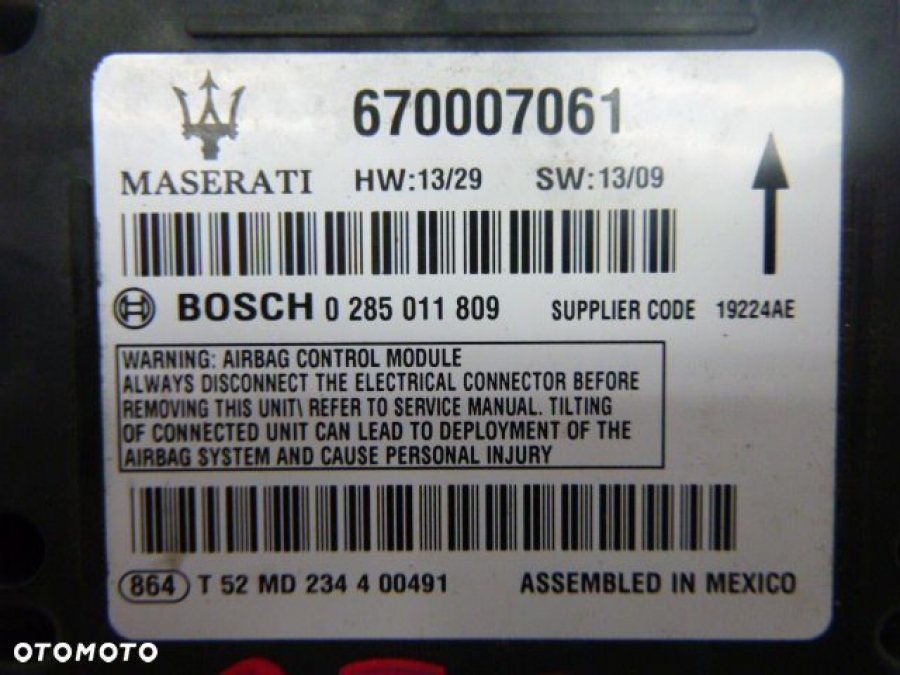 670007061
MASERATI HW:13/29 SW:13/09
BOSCH 0 285 011 809 SUPPLIER CODE 19224AE
WARNING: AIRBAG CONTROL MODULE
ALWAYS DISCONNECT THE ELECTRICAL CONNECTOR BEFORE
REMOVING THIS UNIT\ REFER TO SERVICE MANUAL. TILTING
OF CONNECTED UNIT CAN LEAD TO DEPLOYMENT OF THE
AIRBAG SYSTEM AND CAUSE PERSONAL INJURY
864 T 52 MD 234 4 00491 ASSEMBLED IN MEXICO
OTOMOTO